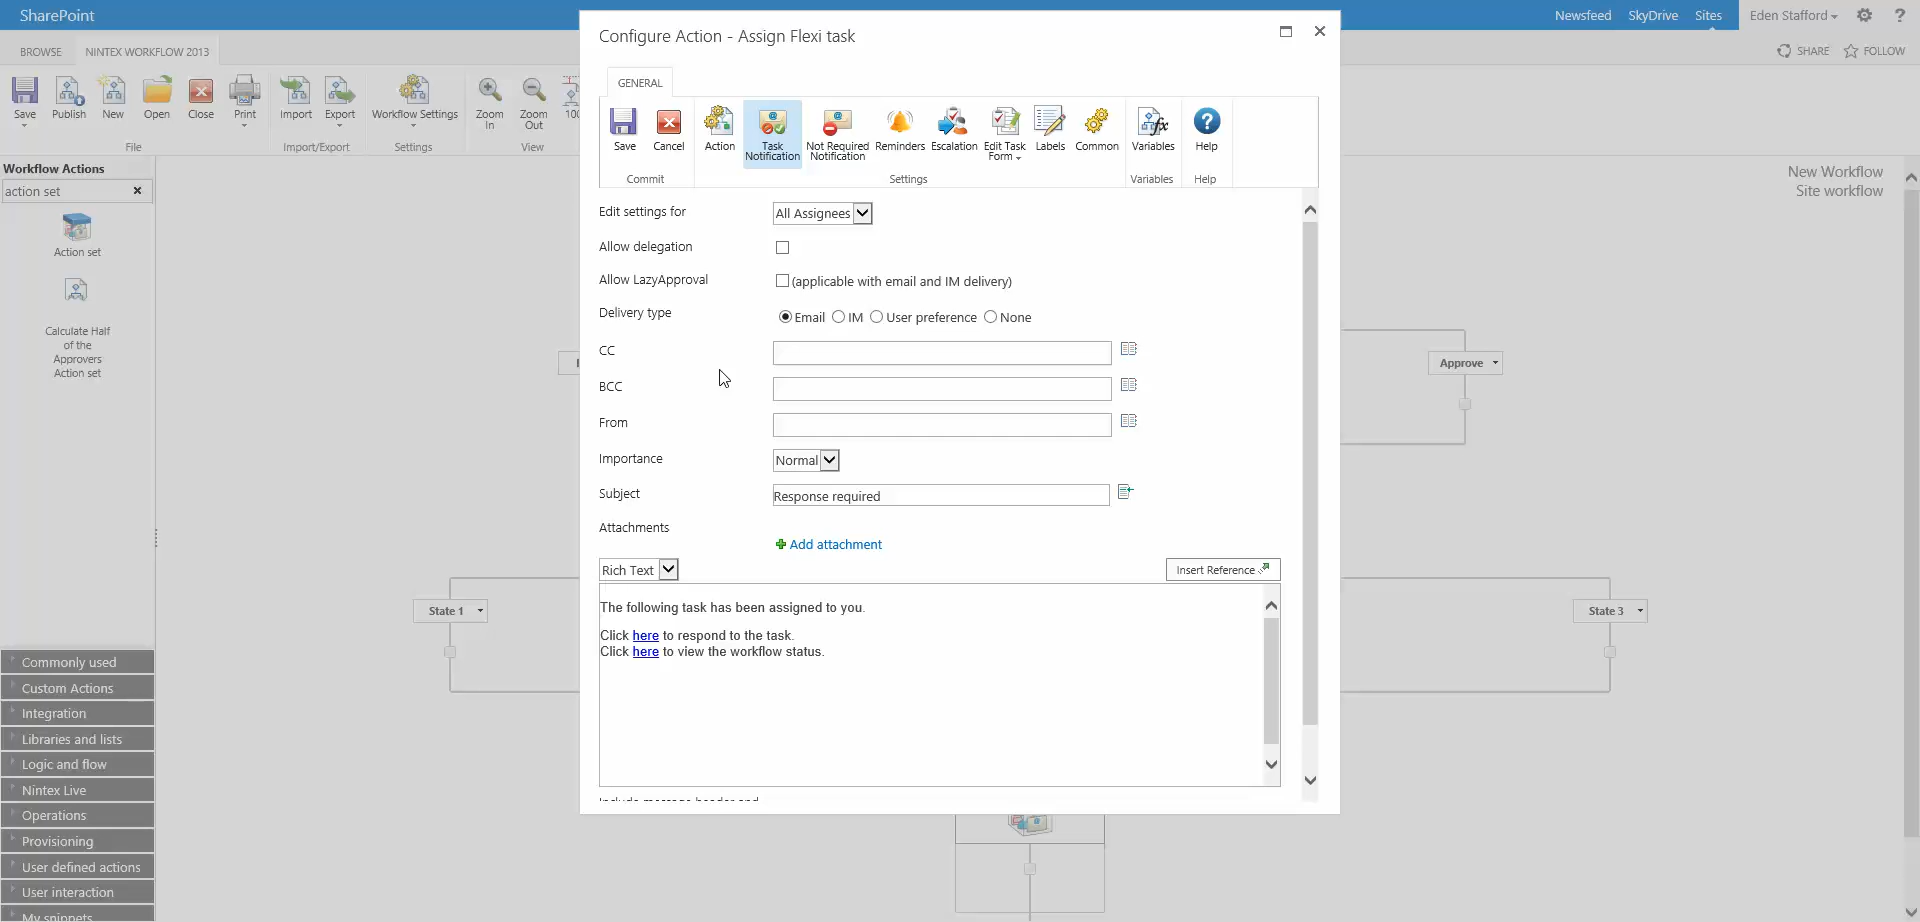 SharePoint
Newsfeed SkyDrive Sites Eden Stafford ?
BROWSE NINTEX WORKFLOW 2013
SHARE FOLLOW
Save Publish New Open Close Print Import Export Workflow Settings Zoom In Zoom Out
File Import/Export Settings View
Workflow Actions
action set
Action set
Calculate Half
of the
Approvers
Action set
Commonly used
Custom Actions
Integration
Libraries and lists
Logic and flow
Nintex Live
Operations
Provisioning
User defined actions
User interaction
My snippets
Configure Action - Assign Flexi task
GENERAL
Save Cancel Action Task Notification Not Required Notification Reminders Escalation Edit Task Form Labels Common Variables Help
Commit Settings Variables Help
Edit settings for All Assignees
Allow delegation
Allow LazyApproval (applicable with email and IM delivery)
Delivery type Email IM User preference None
CC
BCC
From
Importance Normal
Subject Response required
Attachments
Add attachment
Rich Text Insert Reference
The following task has been assigned to you.
Click here to respond to the task.
Click here to view the workflow status.
Include message header and
New Workflow
Site workflow
Approve
State 1
State 3